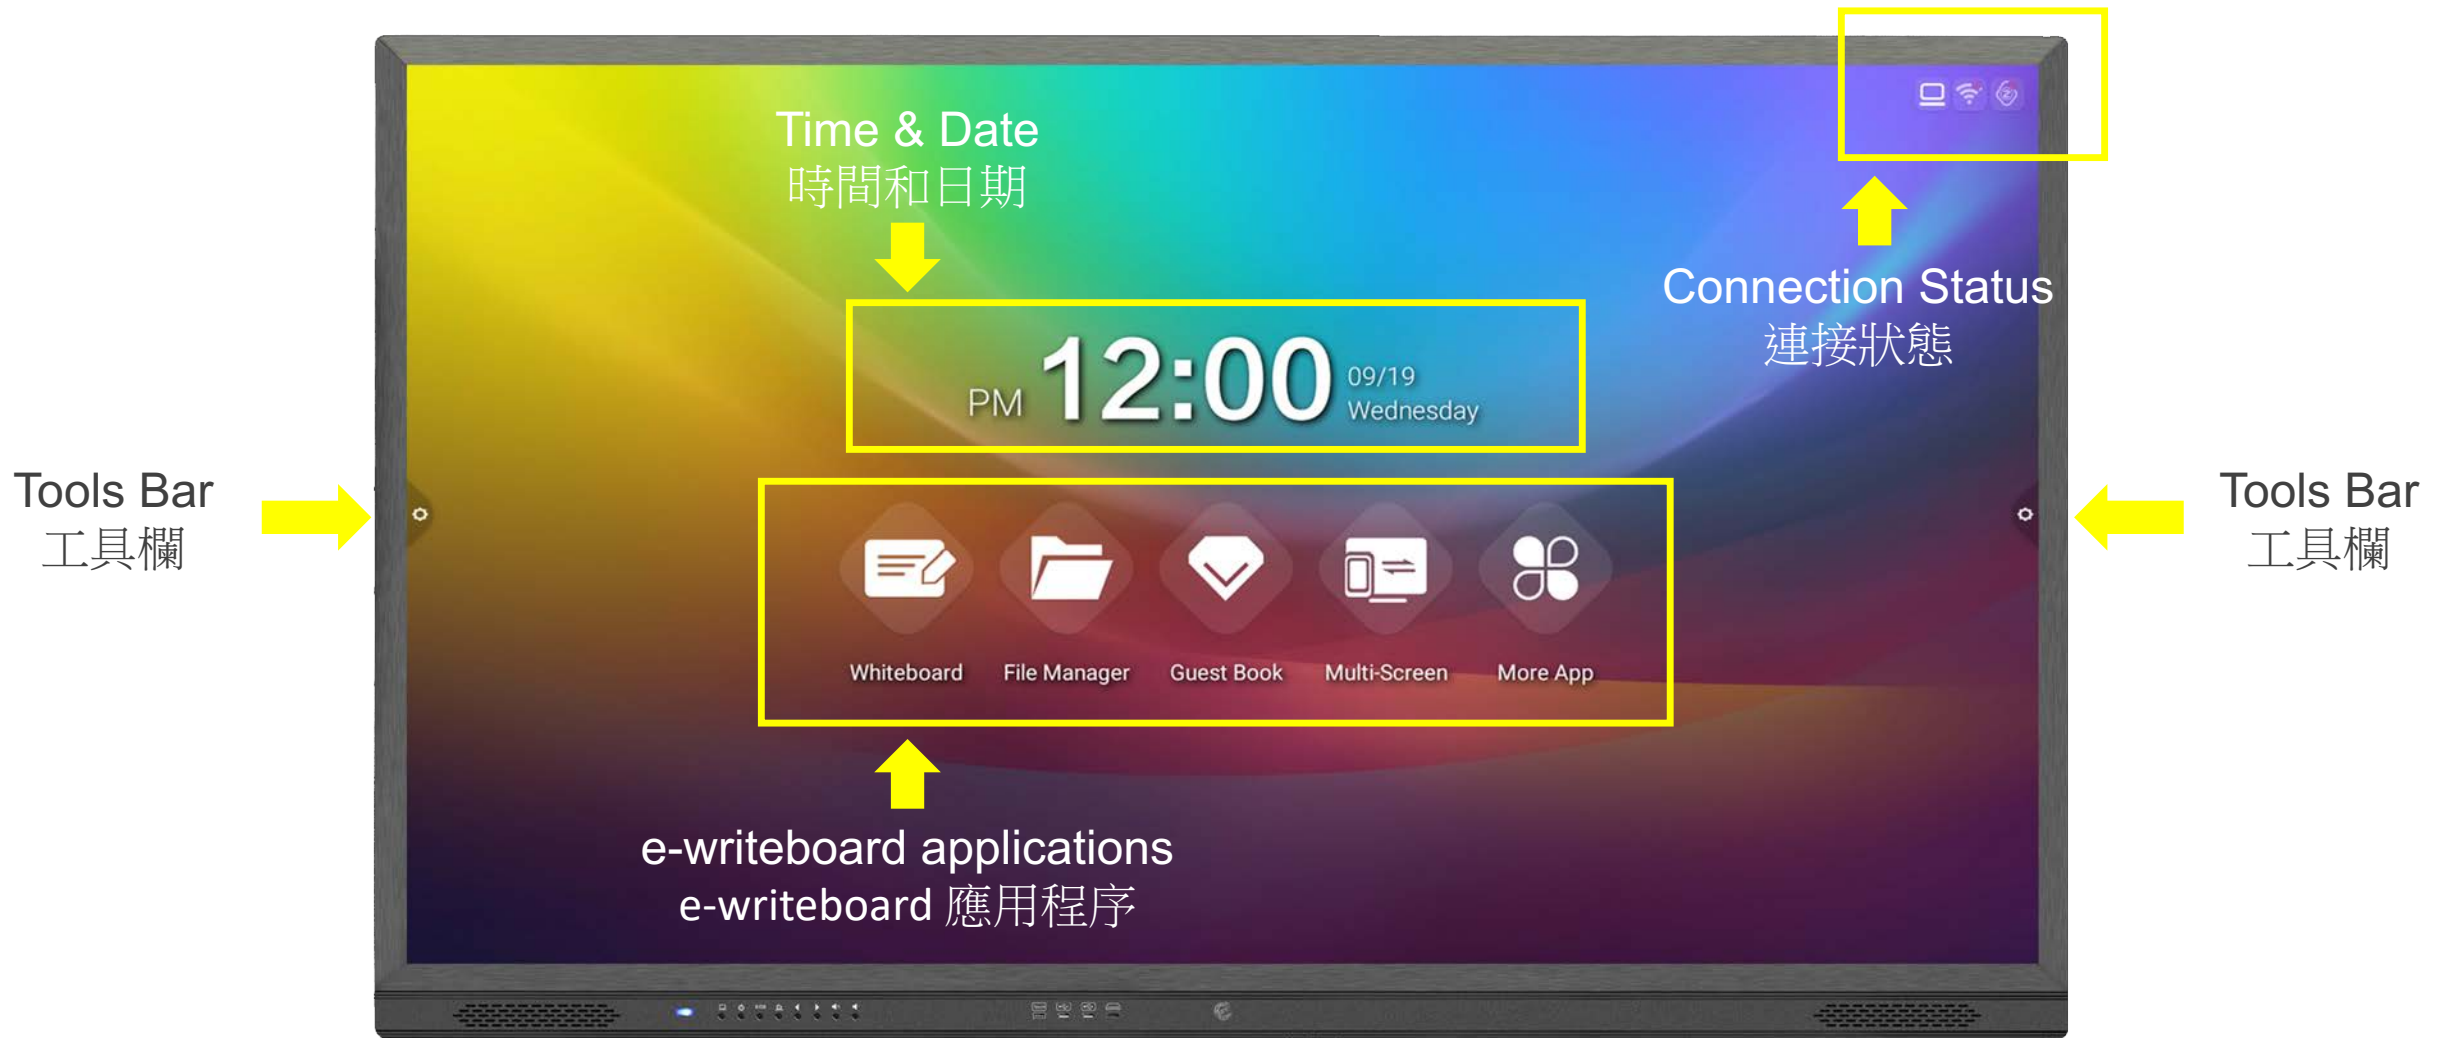 Time & Date
時間和日期
Connection Status
連接狀態
PM 12:00 09/19
Wednesday
Tools Bar
工具欄
Tools Bar
工具欄
Whiteboard File Manager Guest Book Multi-Screen More App
e-writeboard applications
e-writeboard 應用程序